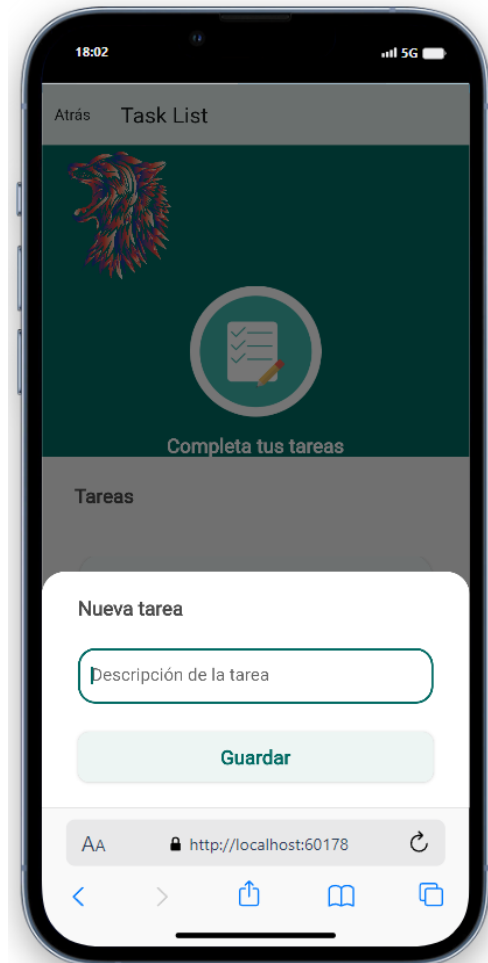 18:02
5G
Atrás Task List
Completa tus tareas
Tareas
Nueva tarea
Descripción de la tarea
Guardar
AA http://localhost:60178